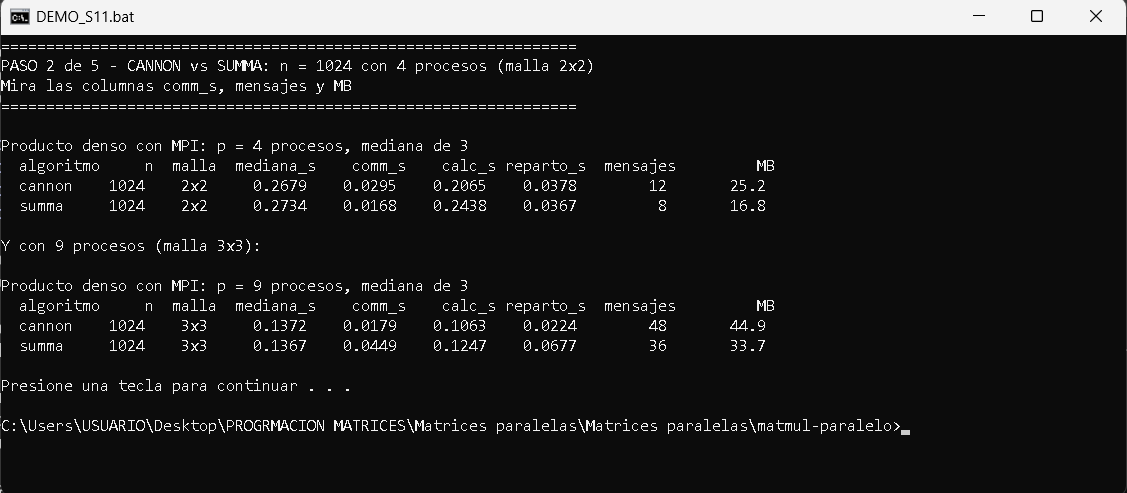 DEMO_S11.bat
================================================================
PASO 2 de 5 - CANNON vs SUMMA: n = 1024 con 4 procesos (malla 2x2)
Mira las columnas comm_s, mensajes y MB
================================================================
Producto denso con MPI: p = 4 procesos, mediana de 3
algoritmo n malla mediana_s comm_s calc_s reparto_s mensajes MB
cannon 1024 2x2 0.2679 0.0295 0.2065 0.0378 12 25.2
summa 1024 2x2 0.2734 0.0168 0.2438 0.0367 8 16.8
Y con 9 procesos (malla 3x3):
Producto denso con MPI: p = 9 procesos, mediana de 3
algoritmo n malla mediana_s comm_s calc_s reparto_s mensajes MB
cannon 1024 3x3 0.1372 0.0179 0.1063 0.0224 48 44.9
summa 1024 3x3 0.1367 0.0449 0.1247 0.0677 36 33.7
Presione una tecla para continuar . . .
C:\Users\USUARIO\Desktop\PROGRMACION MATRICES\Matrices paralelas\Matrices paralelas\matmul-paralelo>